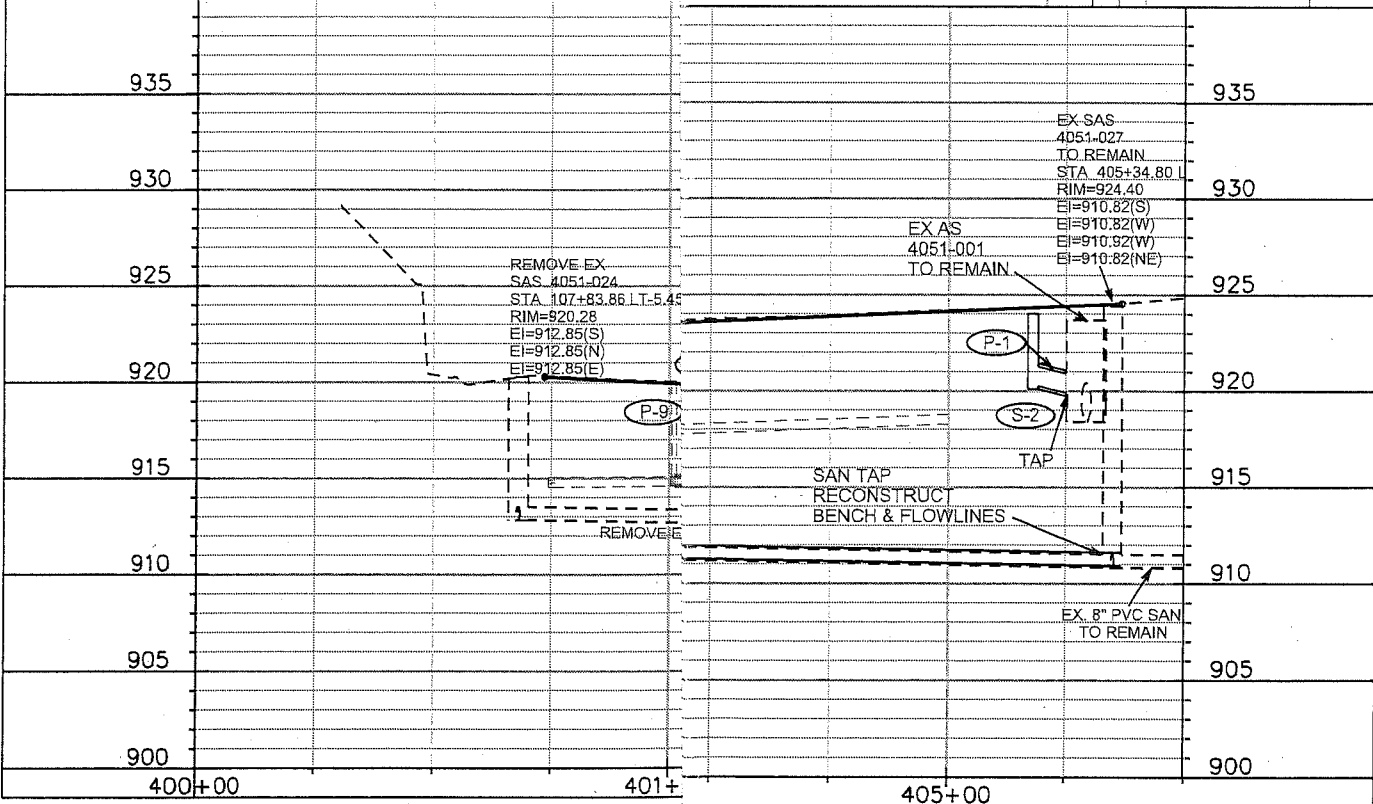 935
930
925
920
915
910
905
900
REMOVE EX
SAS 4051-024
STA 107+83.86 LT-5.45
RIM=920.28
EI=912.85(S)
EI=912.85(N)
EI=912.85(E)
P-9
REMOVE E
400+00
401+
EX SAS
4051-027
TO REMAIN
STA 405+34.80 L
RIM=924.40
EI=910.82(S)
EI=910.82(W)
EI=910.92(W)
EI=910.82(NE)
EX AS
4051-001
TO REMAIN
P-1
S-2
TAP
SAN TAP
RECONSTRUCT
BENCH & FLOWLINES
EX. 8" PVC SAN
TO REMAIN
405+00
935
930
925
920
915
910
905
900